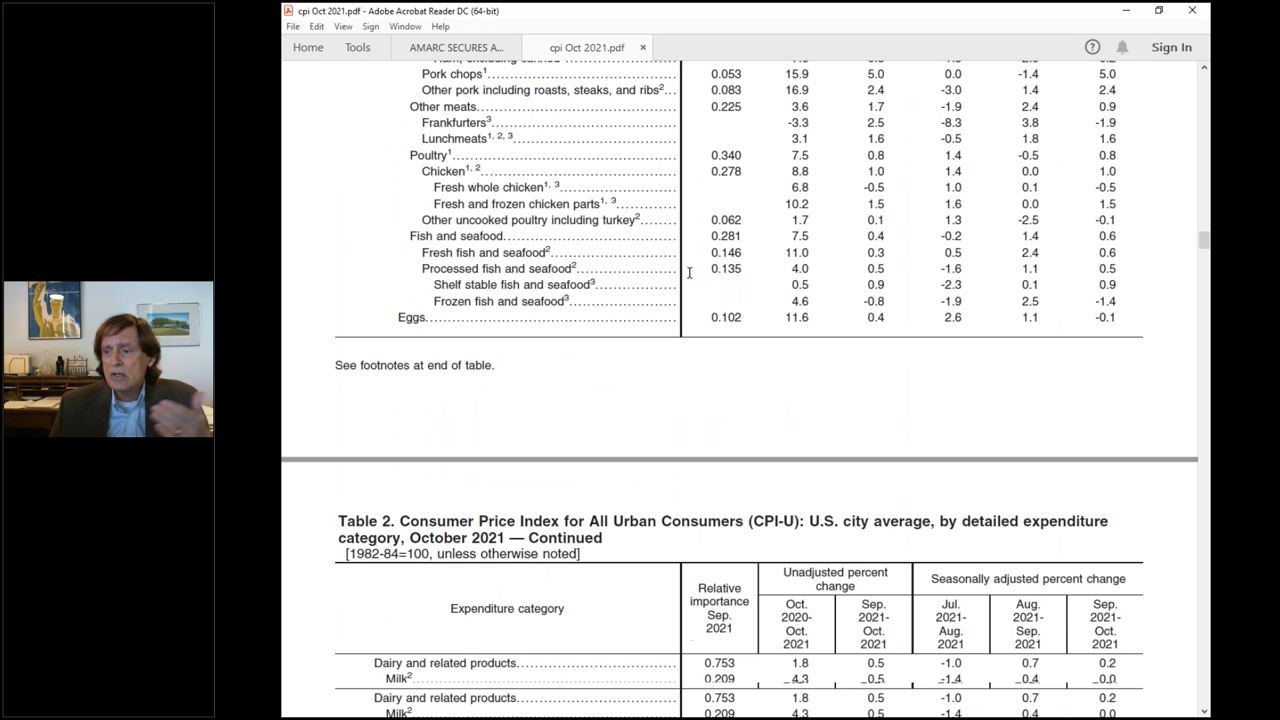 cpi Oct 2021.pdf - Adobe Acrobat Reader DC (64-bit)
File Edit View Sign Window Help
Home Tools AMARC SECURES A... cpi Oct 2021.pdf × ? Sign In
Pork chops1 0.053 15.9 5.0 0.0 -1.4 5.0
Other pork including roasts, steaks, and ribs2 0.083 16.9 2.4 -3.0 1.4 2.4
Other meats 0.225 3.6 1.7 -1.9 2.4 0.9
Frankfurters3 -3.3 2.5 -8.3 3.8 -1.9
Lunchmeats1, 2, 3 3.1 1.6 -0.5 1.8 1.6
Poultry1 0.340 7.5 0.8 1.4 -0.5 0.8
Chicken1, 2 0.278 8.8 1.0 1.4 0.0 1.0
Fresh whole chicken1, 3 6.8 -0.5 1.0 0.1 -0.5
Fresh and frozen chicken parts1, 3 10.2 1.5 1.6 0.0 1.5
Other uncooked poultry including turkey2 0.062 1.7 0.1 1.3 -2.5 -0.1
Fish and seafood 0.281 7.5 0.4 -0.2 1.4 0.6
Fresh fish and seafood2 0.146 11.0 0.3 0.5 2.4 0.6
Processed fish and seafood2 0.135 4.0 0.5 -1.6 1.1 0.5
Shelf stable fish and seafood3 0.5 0.9 -2.3 0.1 0.9
Frozen fish and seafood3 4.6 -0.8 -1.9 2.5 -1.4
Eggs 0.102 11.6 0.4 2.6 1.1 -0.1
See footnotes at end of table.
Table 2. Consumer Price Index for All Urban Consumers (CPI-U): U.S. city average, by detailed expenditure
category, October 2021 — Continued
[1982-84=100, unless otherwise noted]
Expenditure category
Relative
importance
Sep.
2021
Unadjusted percent
change
Seasonally adjusted percent change
Oct.
2020-
Oct.
2021
Sep.
2021-
Oct.
2021
Jul.
2021-
Aug.
2021
Aug.
2021-
Sep.
2021
Sep.
2021-
Oct.
2021
Dairy and related products 0.753 1.8 0.5 -1.0 0.7 0.2
Milk2 0.209 4.3 0.5 -1.4 0.4 0.0
Dairy and related products 0.753 1.8 0.5 -1.0 0.7 0.2
Milk2 0.209 4.3 0.5 -1.4 0.4 0.0